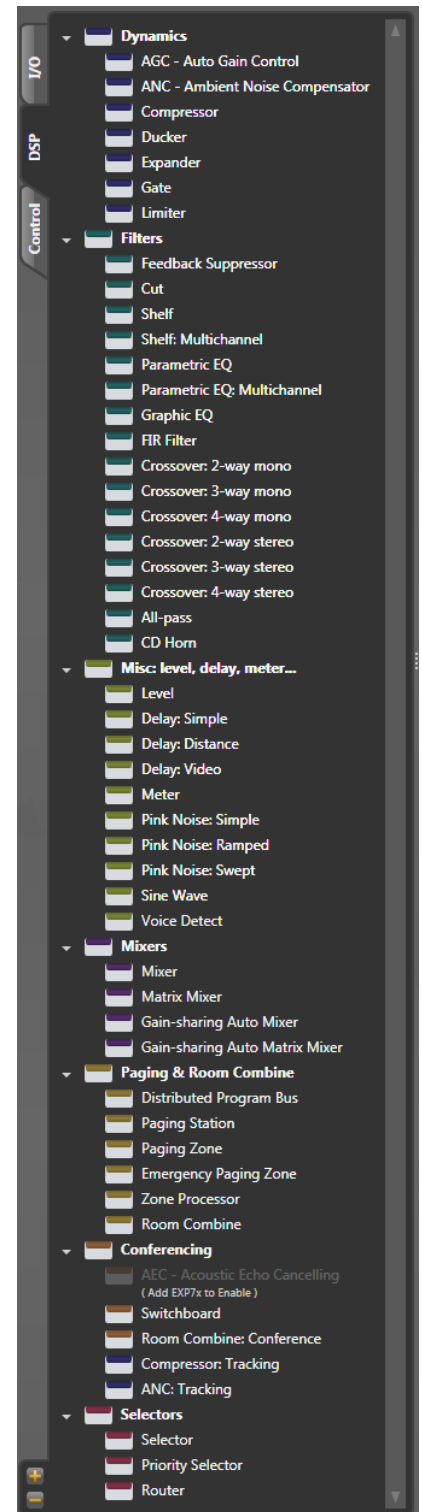 I/O
DSP
Control
Dynamics
AGC - Auto Gain Control
ANC - Ambient Noise Compensator
Compressor
Ducker
Expander
Gate
Limiter
Filters
Feedback Suppressor
Cut
Shelf
Shelf: Multichannel
Parametric EQ
Parametric EQ: Multichannel
Graphic EQ
FIR Filter
Crossover: 2-way mono
Crossover: 3-way mono
Crossover: 4-way mono
Crossover: 2-way stereo
Crossover: 3-way stereo
Crossover: 4-way stereo
All-pass
CD Horn
Misc: level, delay, meter...
Level
Delay: Simple
Delay: Distance
Delay: Video
Meter
Pink Noise: Simple
Pink Noise: Ramped
Pink Noise: Swept
Sine Wave
Voice Detect
Mixers
Mixer
Matrix Mixer
Gain-sharing Auto Mixer
Gain-sharing Auto Matrix Mixer
Paging & Room Combine
Distributed Program Bus
Paging Station
Paging Zone
Emergency Paging Zone
Zone Processor
Room Combine
Conferencing
AEC - Acoustic Echo Cancelling
( Add EXP7x to Enable )
Switchboard
Room Combine: Conference
Compressor: Tracking
ANC: Tracking
Selectors
Selector
Priority Selector
Router